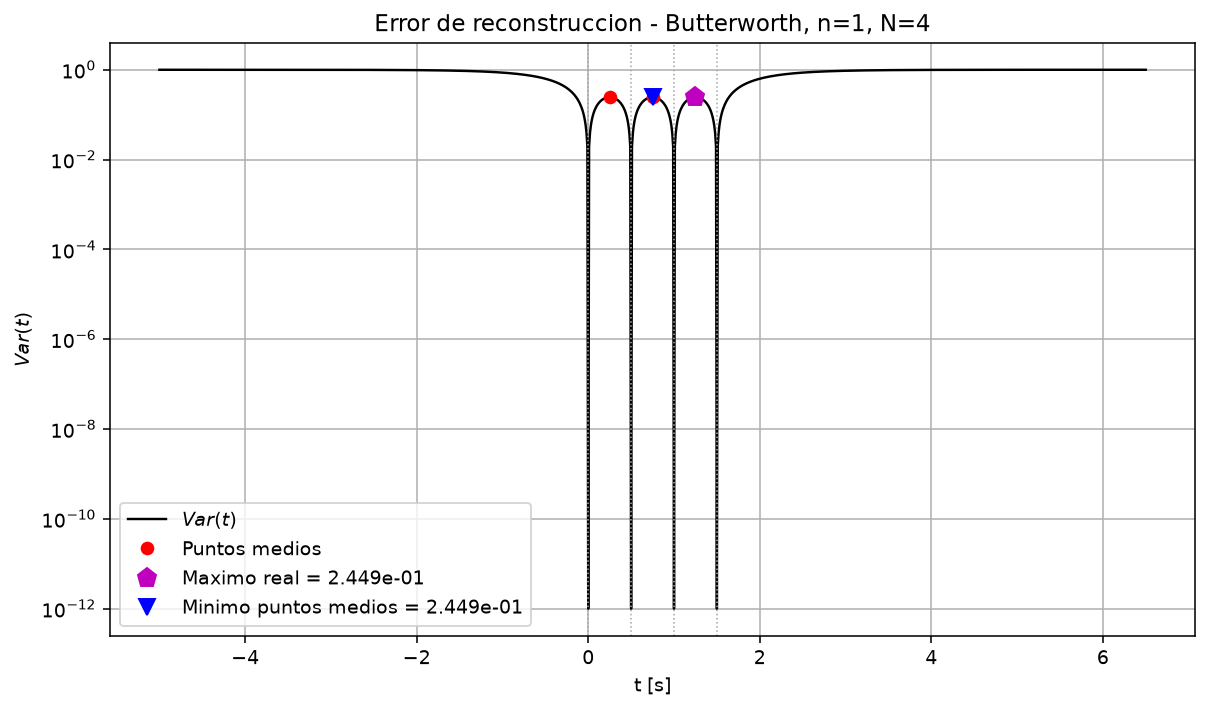 Error de reconstruccion - Butterworth, n=1, N=4
Var(t)
10⁰
10⁻²
10⁻⁴
10⁻⁶
10⁻⁸
10⁻¹⁰
10⁻¹²
Var(t)
Puntos medios
Maximo real = 2.449e-01
Minimo puntos medios = 2.449e-01
−4 −2 0 2 4 6
t [s]